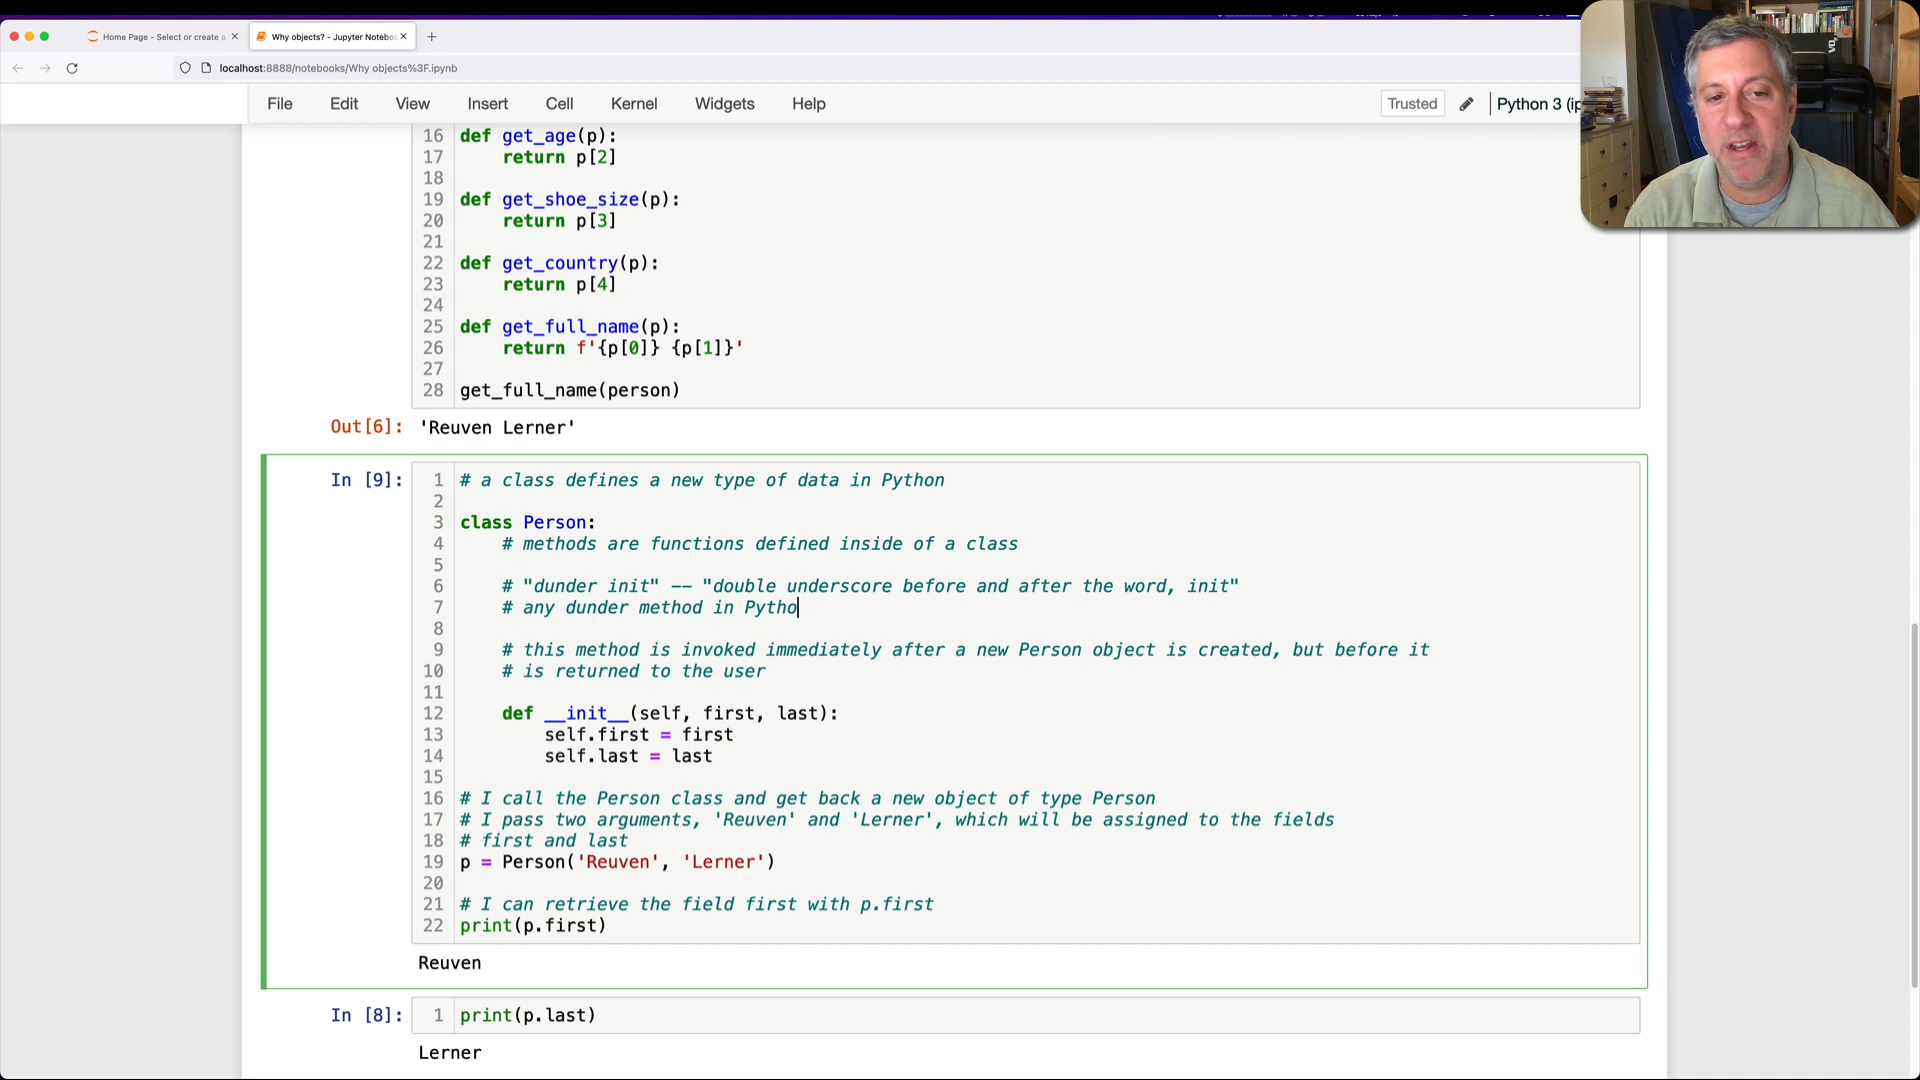 Home Page - Select or create a
Why objects? - Jupyter Notebo
localhost:8888/notebooks/Why objects%3F.ipynb
File Edit View Insert Cell Kernel Widgets Help
Trusted Python 3 (ip
16 def get_age(p):
17 return p[2]
18
19 def get_shoe_size(p):
20 return p[3]
21
22 def get_country(p):
23 return p[4]
24
25 def get_full_name(p):
26 return f'{p[0]} {p[1]}'
27
28 get_full_name(person)
Out[6]: 'Reuven Lerner'
In [9]: 1 # a class defines a new type of data in Python
2
3 class Person:
4 # methods are functions defined inside of a class
5
6 # "dunder init" -- "double underscore before and after the word, init"
7 # any dunder method in Pytho
8
9 # this method is invoked immediately after a new Person object is created, but before it
10 # is returned to the user
11
12 def __init__(self, first, last):
13 self.first = first
14 self.last = last
15
16 # I call the Person class and get back a new object of type Person
17 # I pass two arguments, 'Reuven' and 'Lerner', which will be assigned to the fields
18 # first and last
19 p = Person('Reuven', 'Lerner')
20
21 # I can retrieve the field first with p.first
22 print(p.first)
Reuven
In [8]: 1 print(p.last)
Lerner